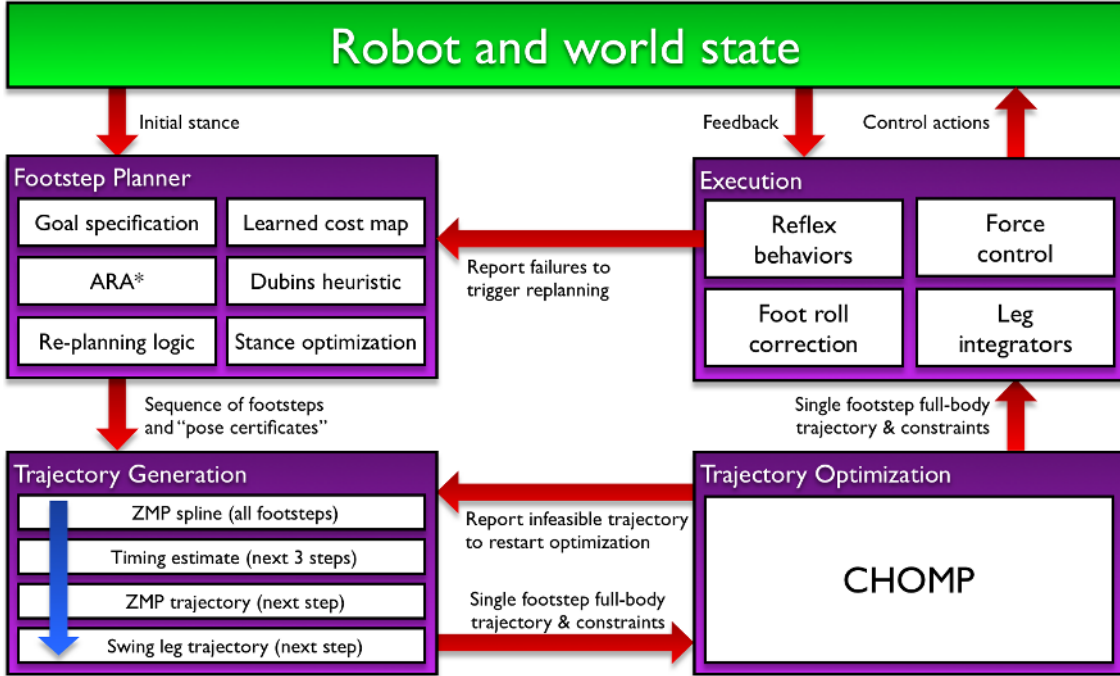 Robot and world state
Initial stance
Feedback
Control actions
Footstep Planner
Goal specification
Learned cost map
ARA*
Dubins heuristic
Re-planning logic
Stance optimization
Execution
Reflex
behaviors
Force
control
Foot roll
correction
Leg
integrators
Report failures to
trigger replanning
Sequence of footsteps
and “pose certificates”
Single footstep full-body
trajectory & constraints
Trajectory Generation
ZMP spline (all footsteps)
Timing estimate (next 3 steps)
ZMP trajectory (next step)
Swing leg trajectory (next step)
Report infeasible trajectory
to restart optimization
Single footstep full-body
trajectory & constraints
Trajectory Optimization
CHOMP